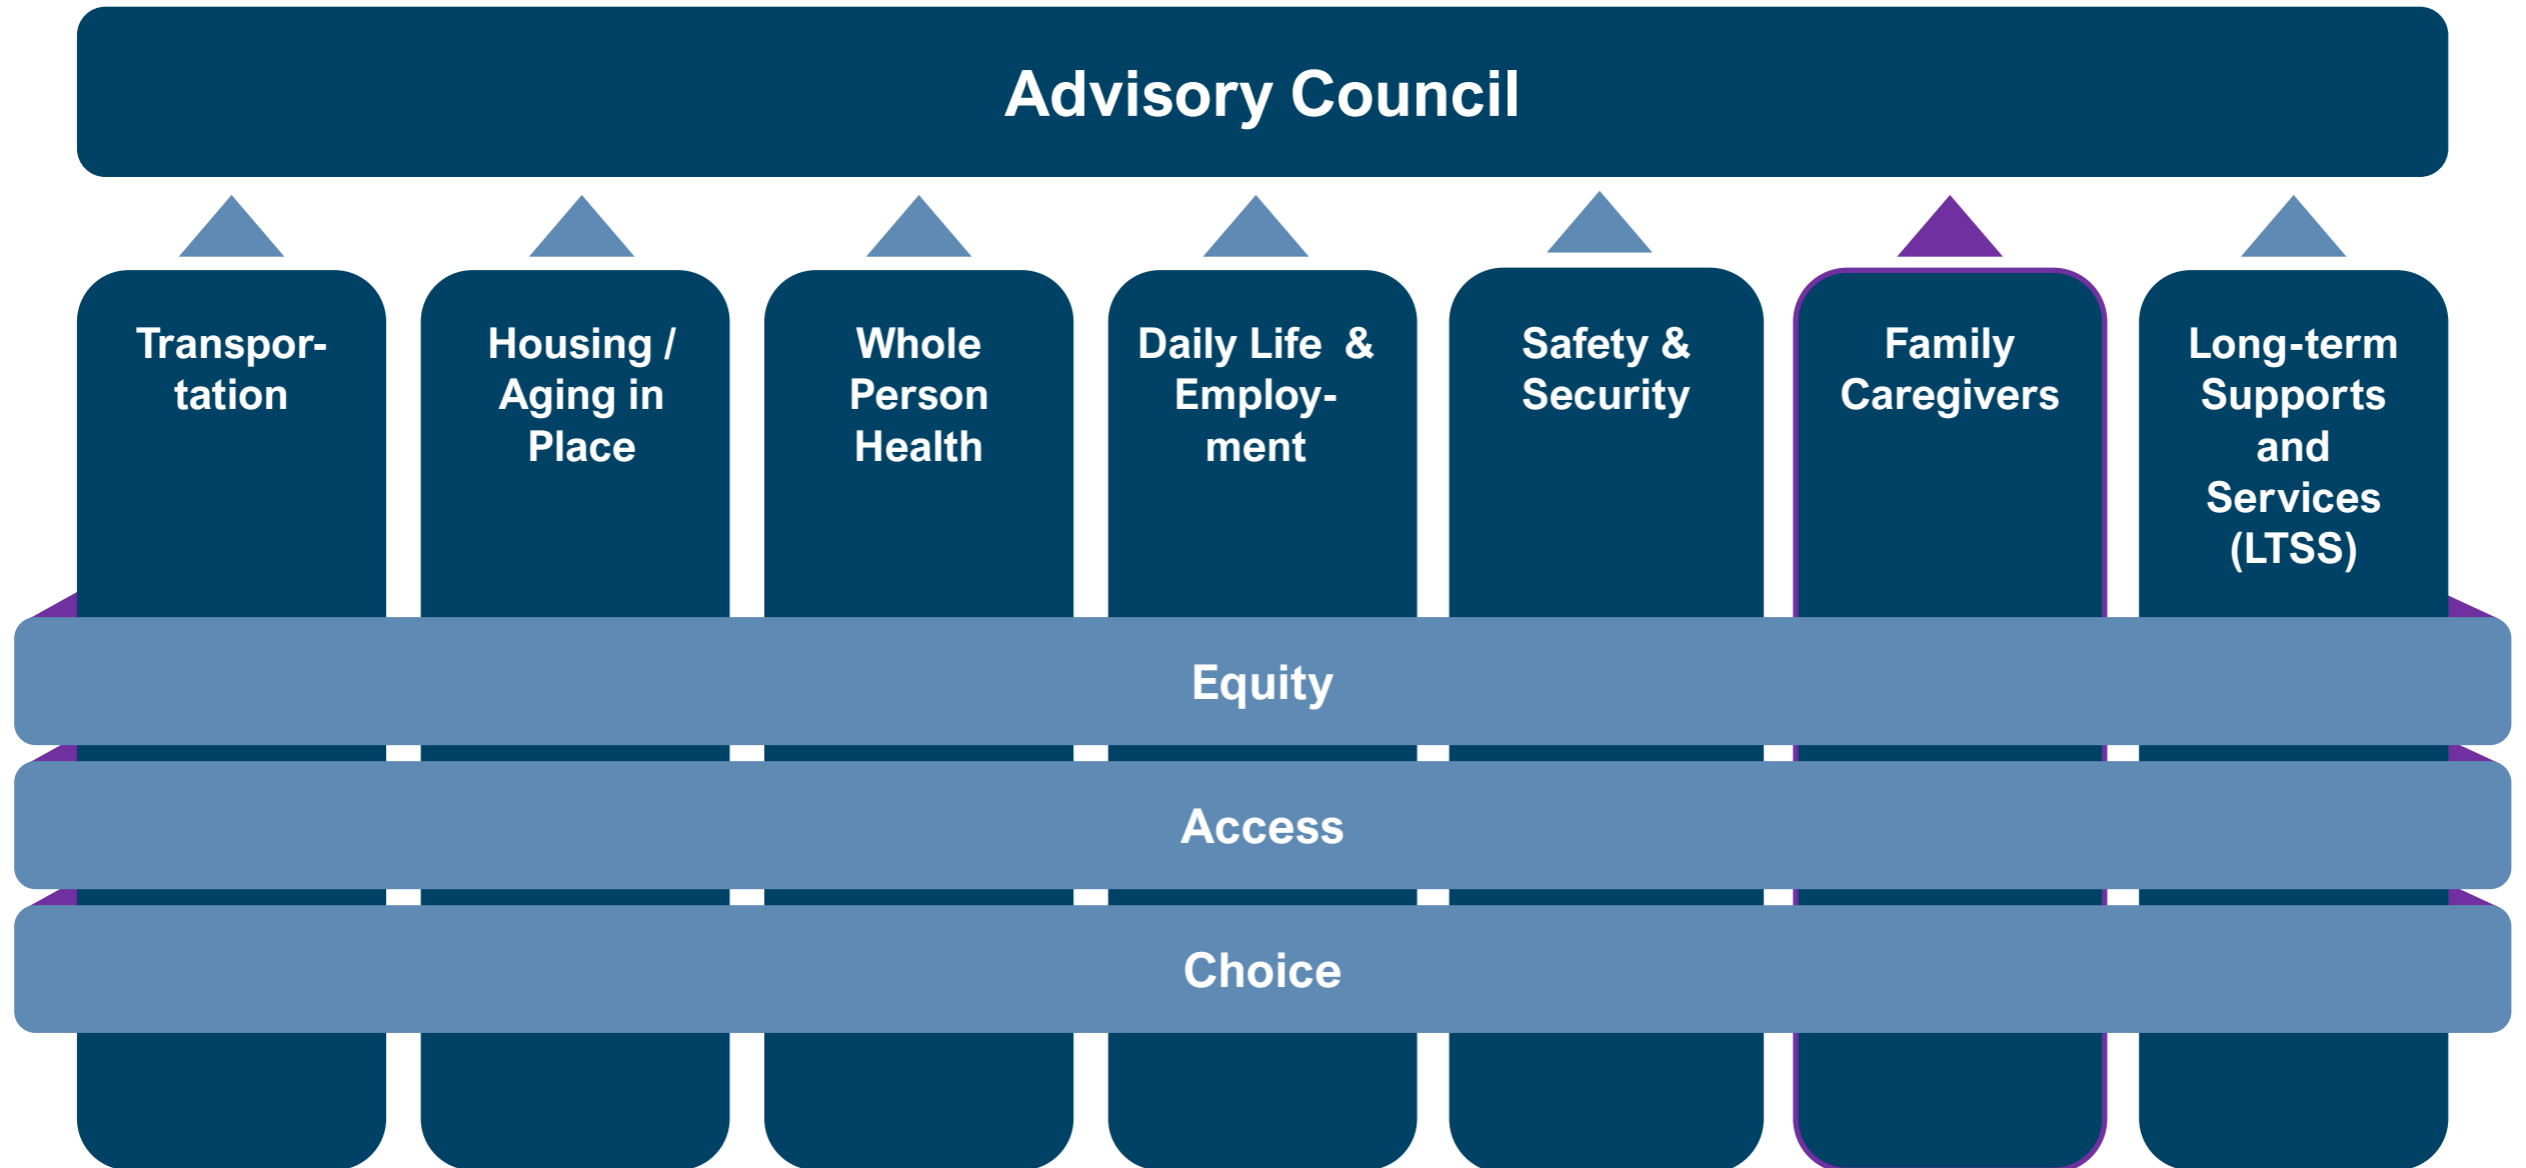 Advisory Council
Transpor-
tation
Housing /
Aging in
Place
Whole
Person
Health
Daily Life  &
Employ-
ment
Safety &
Security
Family
Caregivers
Long-term
Supports
and
Services
(LTSS)
Equity
Access
Choice